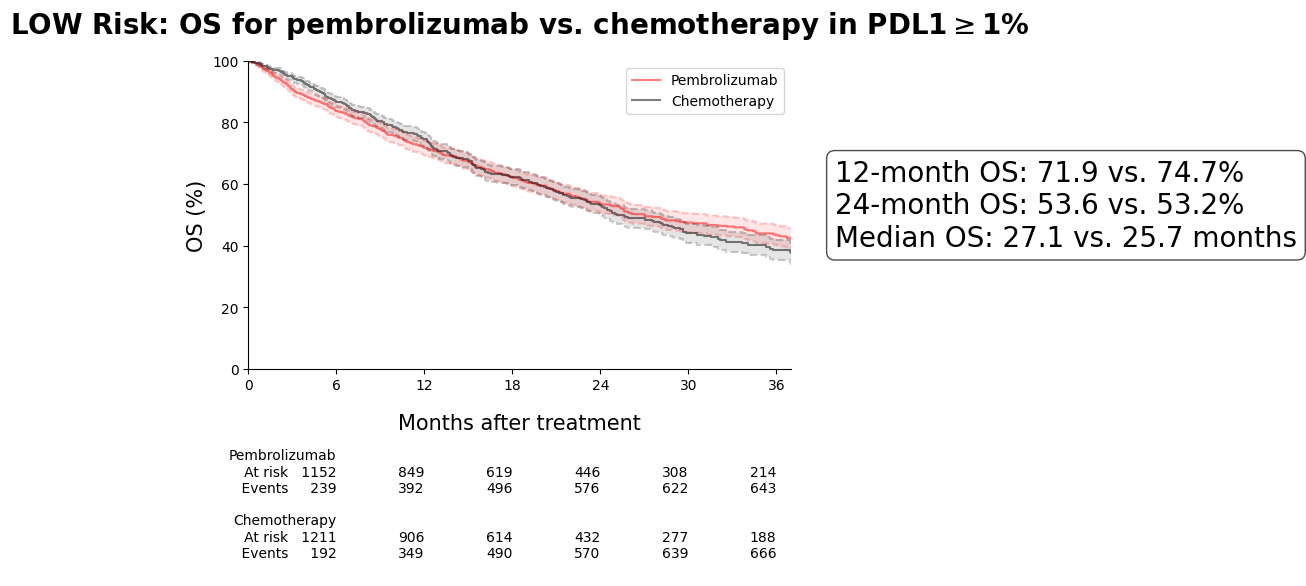 LOW Risk: OS for pembrolizumab vs. chemotherapy in PDL1 ≥ 1%
100
80
60
40
20
0
OS (%)
Pembrolizumab
Chemotherapy
0 6 12 18 24 30 36
Months after treatment
12-month OS: 71.9 vs. 74.7%
24-month OS: 53.6 vs. 53.2%
Median OS: 27.1 vs. 25.7 months
Pembrolizumab
At risk 1152 849 619 446 308 214
Events 239 392 496 576 622 643
Chemotherapy
At risk 1211 906 614 432 277 188
Events 192 349 490 570 639 666